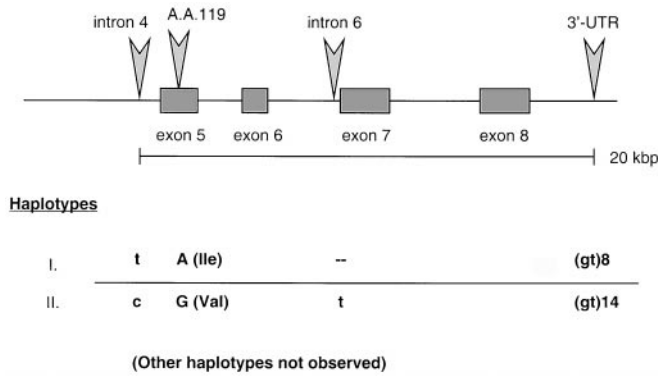 intron 4 A.A.119 intron 6 3'-UTR
exon 5 exon 6 exon 7 exon 8
20 kbp
Haplotypes
I. t A (Ile) -- (gt)8
II. c G (Val) t (gt)14
(Other haplotypes not observed)